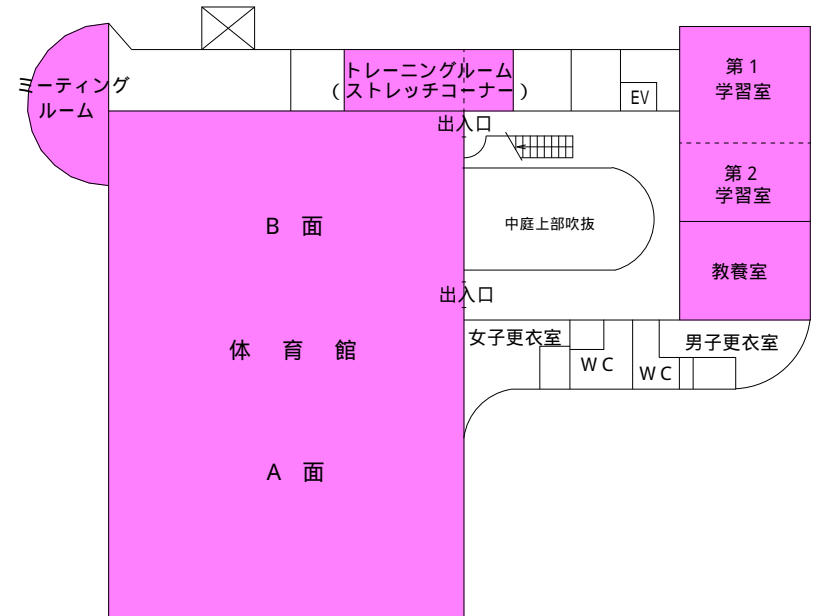 ミーティング
ルーム
トレーニングルーム
(ストレッチコーナー)
EV
第1
学習室
出入口
第2
学習室
B 面
中庭上部吹抜
教養室
出入口
体 育 館
女子更衣室
WC
WC
男子更衣室
A 面